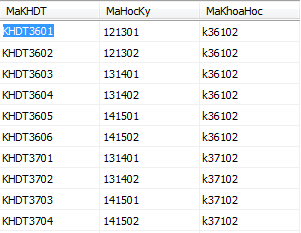 MaKHDT MaHocKy MaKhoaHoc
KHDT3601 121301 k36102
KHDT3602 121302 k36102
KHDT3603 131401 k36102
KHDT3604 131402 k36102
KHDT3605 141501 k36102
KHDT3606 141502 k36102
KHDT3701 131401 k37102
KHDT3702 131402 k37102
KHDT3703 141501 k37102
KHDT3704 141502 k37102